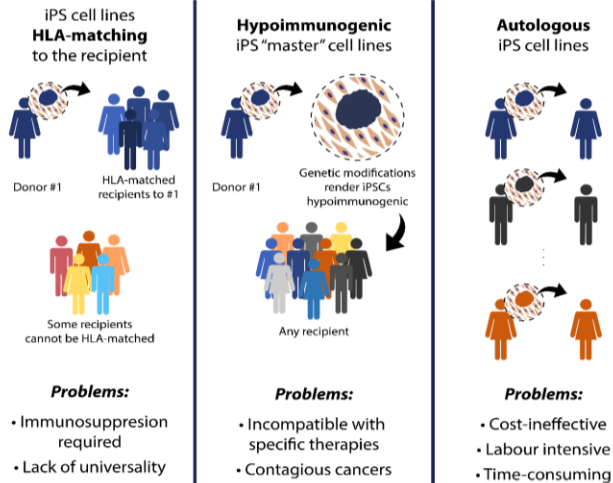 iPS cell lines
HLA-matching
to the recipient
Donor #1
HLA-matched
recipients to #1
Some recipients
cannot be HLA-matched
Problems:
• Immunosuppresion
required
• Lack of universality
Hypoimmunogenic
iPS “master” cell lines
Donor #1
Genetic modifications
render iPSCs
hypoimmunogenic
Any recipient
Problems:
• Incompatible with
specific therapies
• Contagious cancers
Autologous
iPS cell lines
Problems:
• Cost-ineffective
• Labour intensive
• Time-consuming